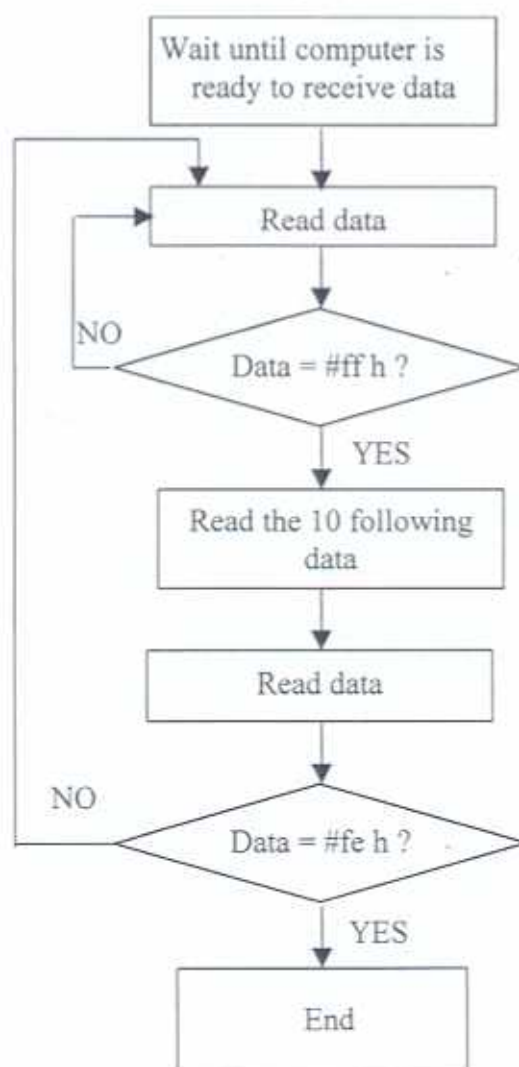 Wait until computer is
ready to receive data
Read data
NO
Data = #ff h ?
YES
Read the 10 following
data
Read data
NO
Data = #fe h ?
YES
End